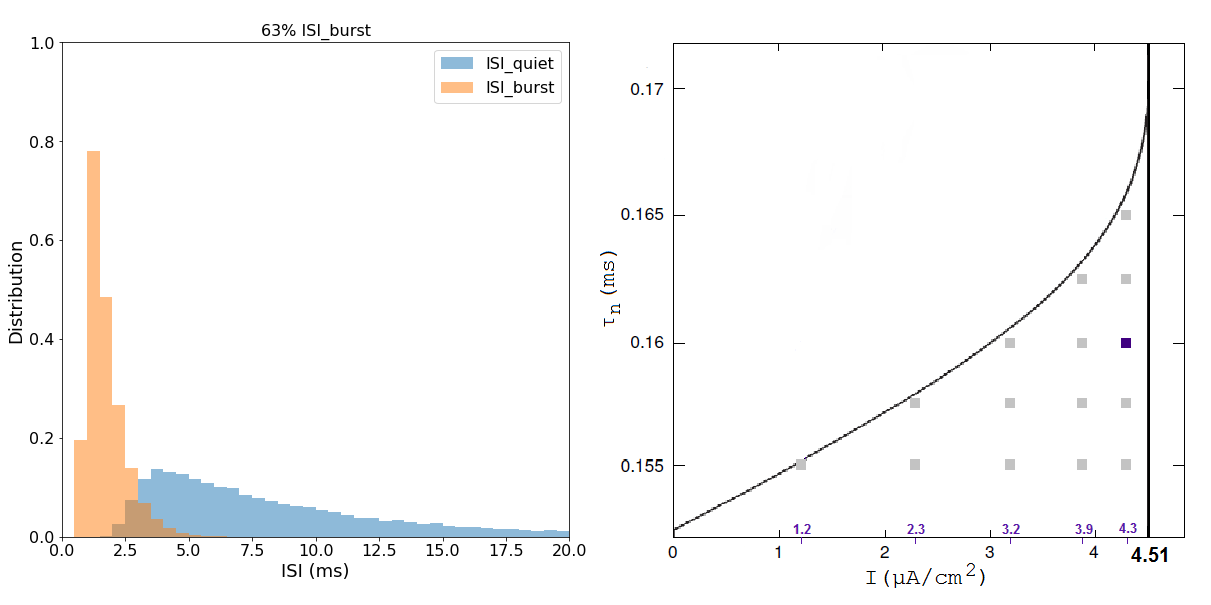 63% ISI_burst
1.0
0.8
0.6
0.4
0.2
0.0
Distribution
ISI_quiet
ISI_burst
0.0 2.5 5.0 7.5 10.0 12.5 15.0 17.5 20.0
ISI (ms)
0.17
0.165
0.16
0.155
τn (ms)
1.2 2.3 3.2 3.9 4.3
0 1 2 3 4 4.51
I(μA/cm2)